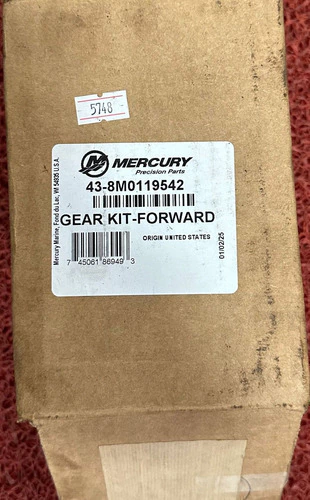 5748
MERCURY
Precision Parts
43-8M0119542
GEAR KIT-FORWARD
ORIGIN UNITED STATES
7 45061 86949 3
01/02/25
Mercury Marine, Fond du Lac, WI 54935 U.S.A.